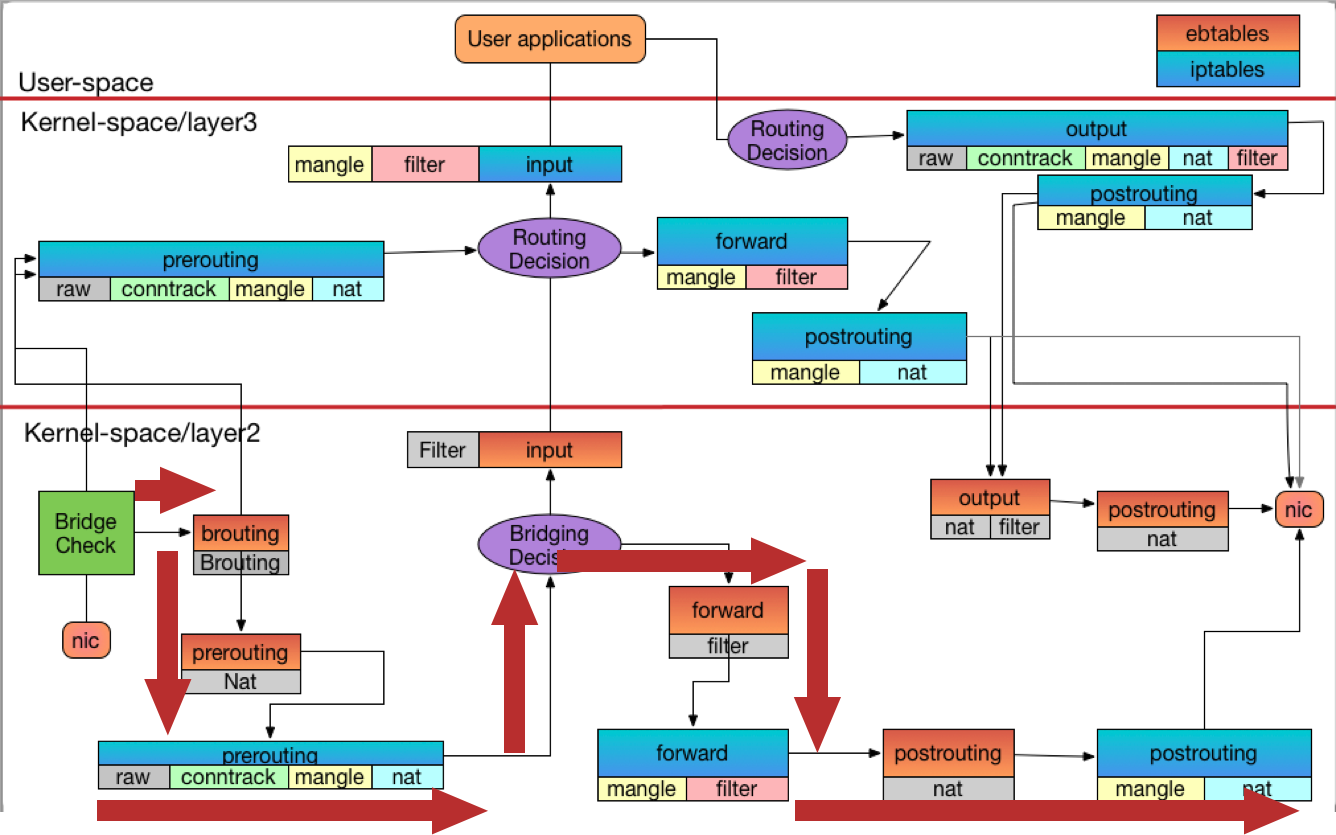 User applications
ebtables
iptables
User-space
Kernel-space/layer3
Routing
Decision
output
raw conntrack mangle nat filter
mangle filter input
postrouting
mangle nat
Routing
Decision
forward
mangle filter
prerouting
raw conntrack mangle nat
postrouting
mangle nat
Kernel-space/layer2
Filter input
Bridge
Check
brouting
Brouting
Bridging
output
nat filter
postrouting
nat
nic
forward
filter
nic
prerouting
Nat
prerouting
raw conntrack mangle nat
forward
mangle filter
postrouting
nat
postrouting
mangle nat